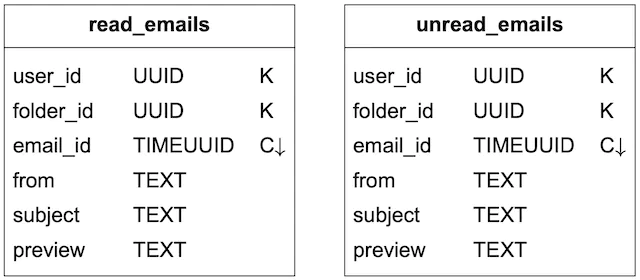 read_emails
user_id UUID K
folder_id UUID K
email_id TIMEUUID C↓
from TEXT
subject TEXT
preview TEXT
unread_emails
user_id UUID K
folder_id UUID K
email_id TIMEUUID C↓
from TEXT
subject TEXT
preview TEXT